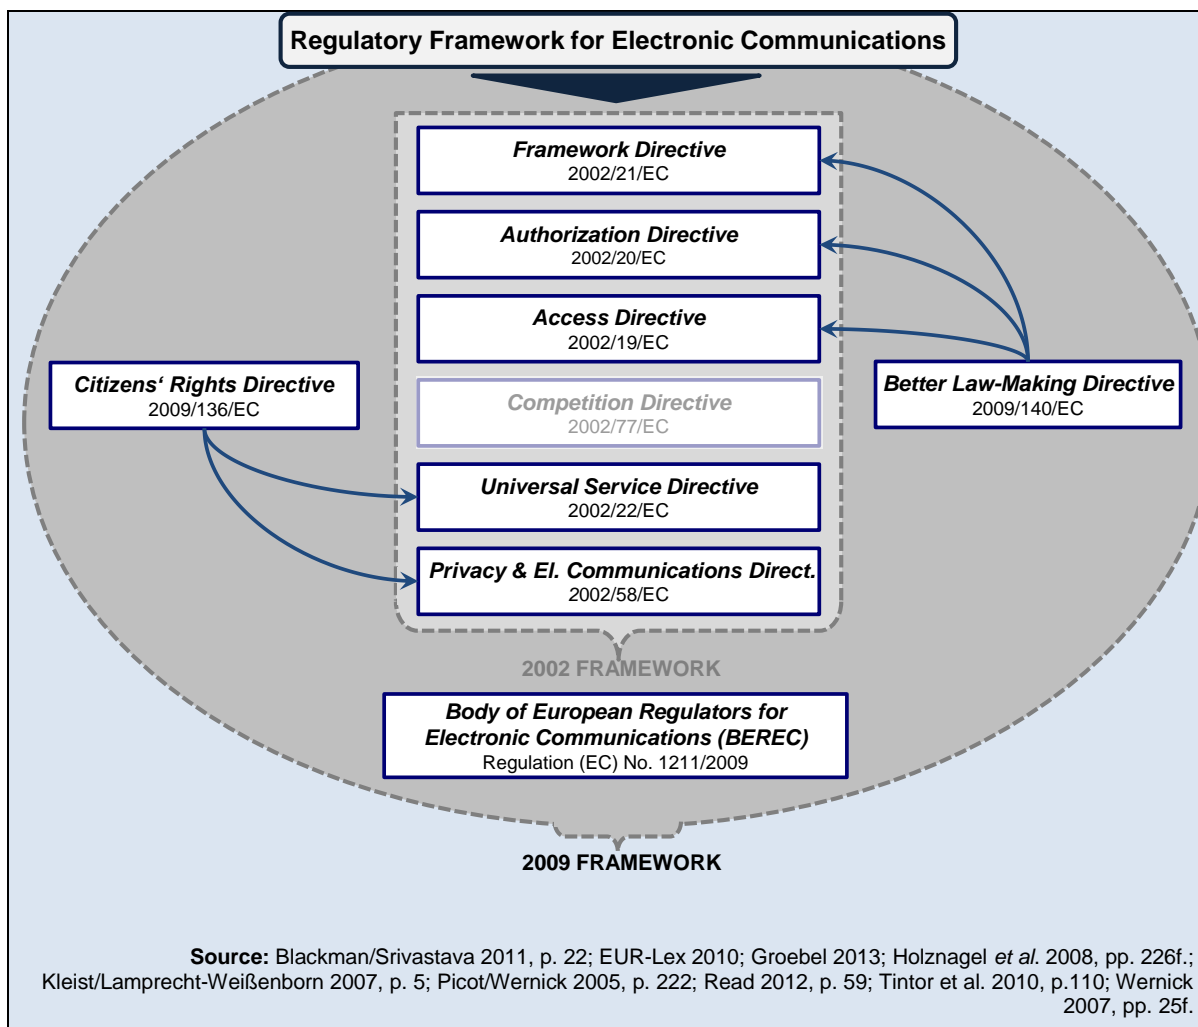 Regulatory Framework for Electronic Communications
Framework Directive
2002/21/EC
Authorization Directive
2002/20/EC
Access Directive
2002/19/EC
Citizens‘ Rights Directive
2009/136/EC
Better Law-Making Directive
2009/140/EC
Competition Directive
2002/77/EC
Universal Service Directive
2002/22/EC
Privacy & El. Communications Direct.
2002/58/EC
2002 FRAMEWORK
Body of European Regulators for
Electronic Communications (BEREC)
Regulation (EC) No. 1211/2009
2009 FRAMEWORK
Source: Blackman/Srivastava 2011, p. 22; EUR-Lex 2010; Groebel 2013; Holznagel et al. 2008, pp. 226f.;
Kleist/Lamprecht-Weißenborn 2007, p. 5; Picot/Wernick 2005, p. 222; Read 2012, p. 59; Tintor et al. 2010, p.110; Wernick
2007, pp. 25f.